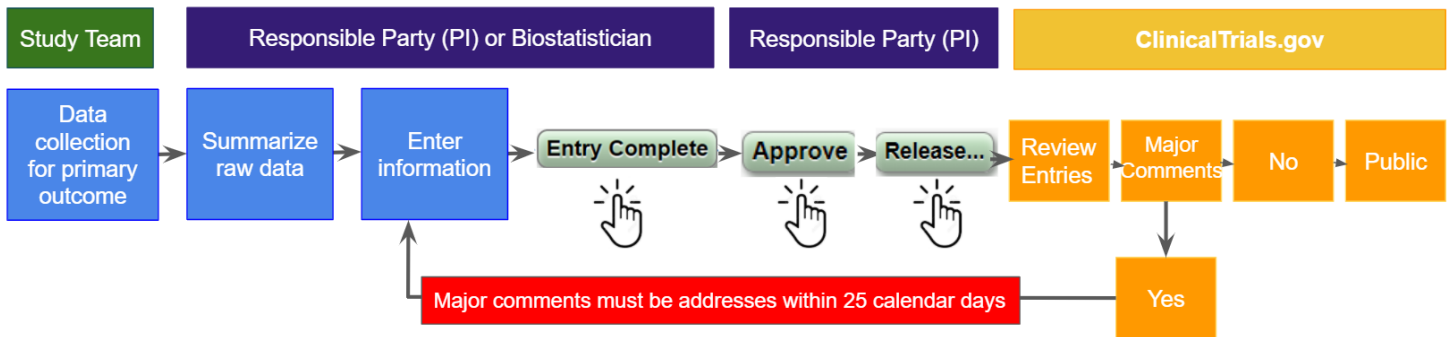 Study Team
Responsible Party (PI) or Biostatistician
Responsible Party (PI)
ClinicalTrials.gov
Data
collection
for primary
outcome
Summarize
raw data
Enter
information
Entry Complete
Approve
Release...
Review
Entries
Major
Comments
No
Public
Yes
Major comments must be addresses within 25 calendar days